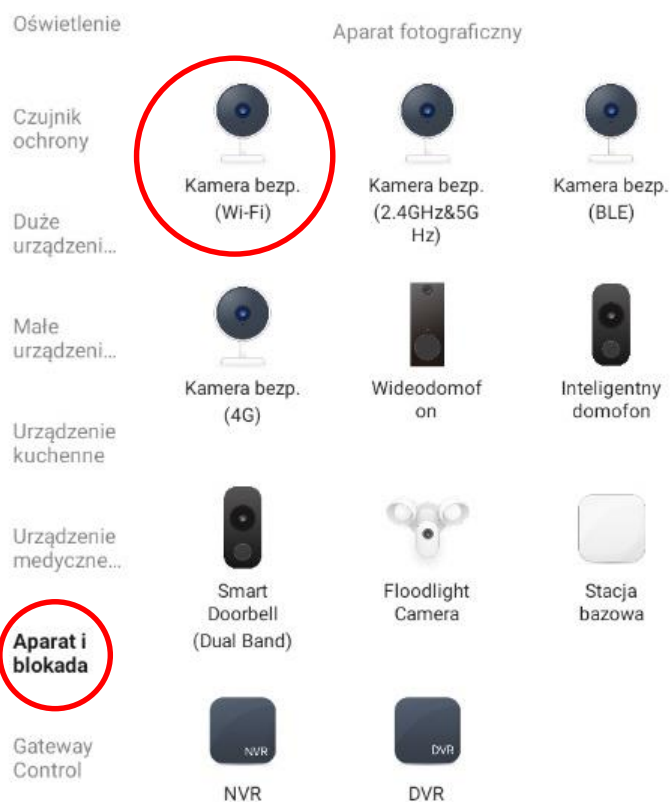 Oświetlenie
Czujnik
ochrony
Duże
urządzeni...
Małe
urządzeni...
Urządzenie
kuchenne
Urządzenie
medyczne...
Aparat i
blokada
Gateway
Control
Aparat fotograficzny
Kamera bezp.
(Wi-Fi)
Kamera bezp.
(2.4GHz&5G
Hz)
Kamera bezp.
(BLE)
Kamera bezp.
(4G)
Wideodomof
on
Inteligentny
domofon
Smart
Doorbell
(Dual Band)
Floodlight
Camera
Stacja
bazowa
NVR
NVR
DVR
DVR